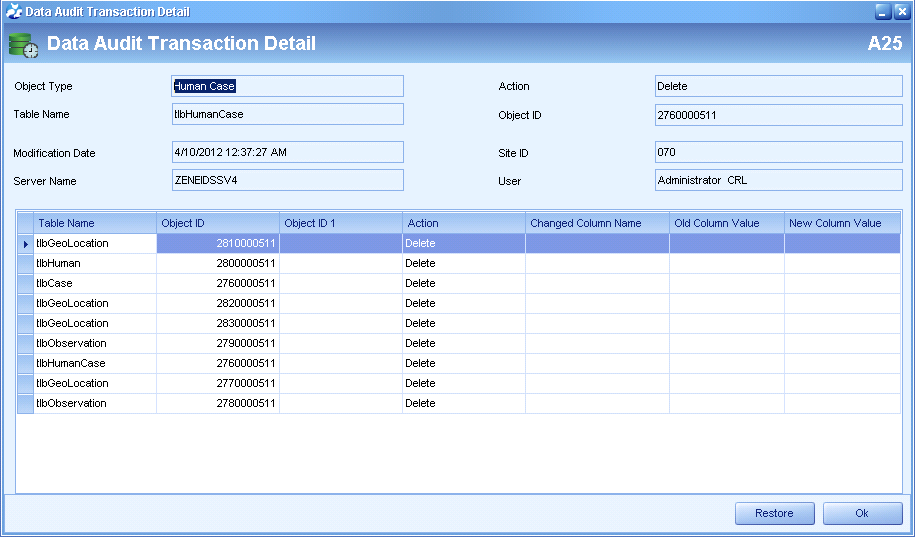 Data Audit Transaction Detail
Data Audit Transaction Detail A25
Object Type Human Case Action Delete
Table Name tlbHumanCase Object ID 2760000511
Modification Date 4/10/2012 12:37:27 AM Site ID 070
Server Name ZENEIDSSV4 User Administrator CRL
Table Name Object ID Object ID 1 Action Changed Column Name Old Column Value New Column Value
tlbGeoLocation 2810000511 Delete
tlbHuman 2800000511 Delete
tlbCase 2760000511 Delete
tlbGeoLocation 2820000511 Delete
tlbGeoLocation 2830000511 Delete
tlbObservation 2790000511 Delete
tlbHumanCase 2760000511 Delete
tlbGeoLocation 2770000511 Delete
tlbObservation 2780000511 Delete
Restore Ok